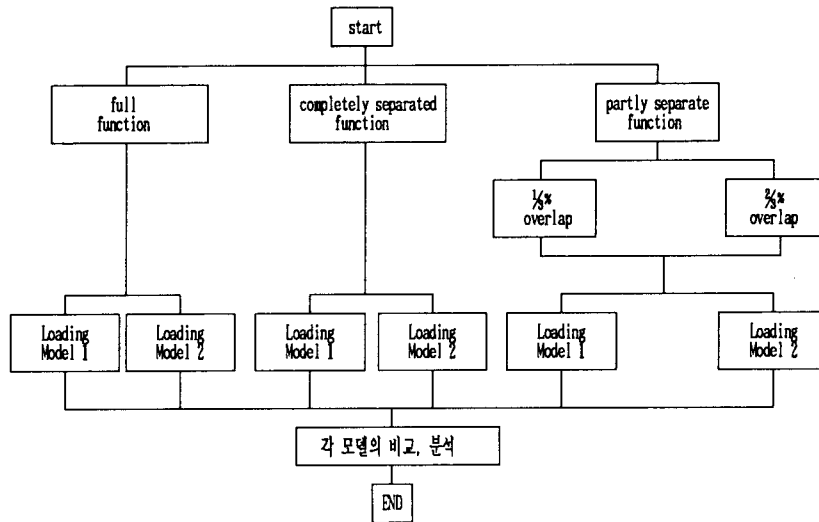 start
full
function
completely separated
function
partly separate
function
⅓%
overlap
⅔%
overlap
Loading
Model 1
Loading
Model 2
Loading
Model 1
Loading
Model 2
Loading
Model 1
Loading
Model 2
각 모델의 비교, 분석
END